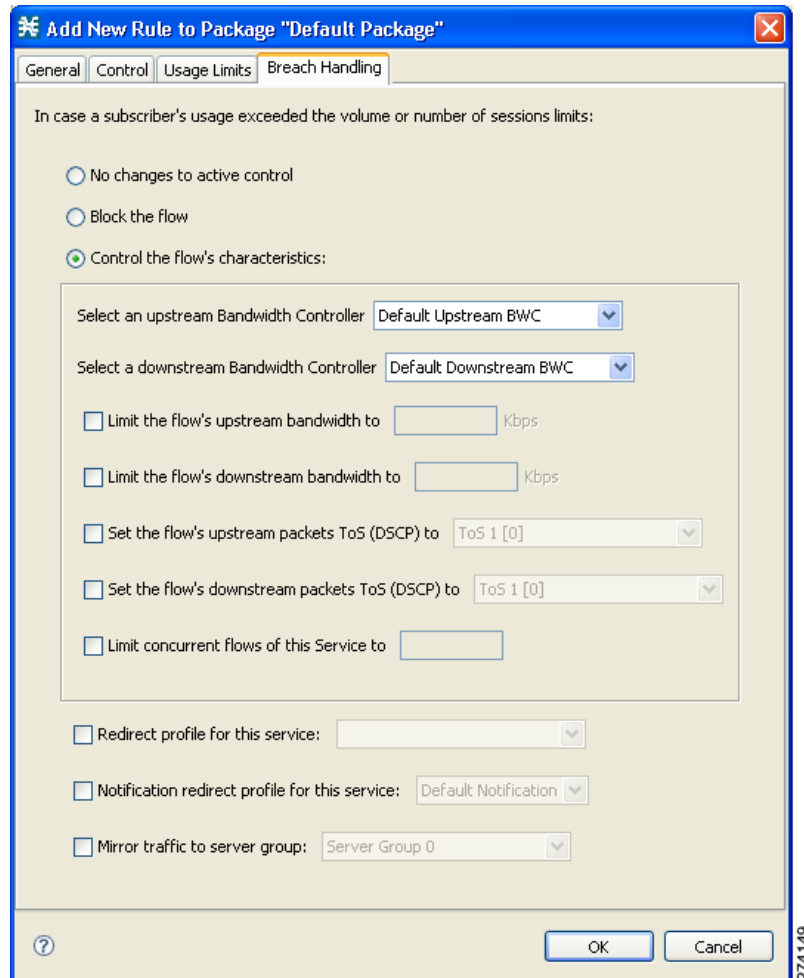 Add New Rule to Package "Default Package"
General Control Usage Limits Breach Handling
In case a subscriber's usage exceeded the volume or number of sessions limits:
No changes to active control
Block the flow
Control the flow's characteristics:
Select an upstream Bandwidth Controller Default Upstream BWC
Select a downstream Bandwidth Controller Default Downstream BWC
Limit the flow's upstream bandwidth to Kbps
Limit the flow's downstream bandwidth to Kbps
Set the flow's upstream packets ToS (DSCP) to ToS 1 [0]
Set the flow's downstream packets ToS (DSCP) to ToS 1 [0]
Limit concurrent flows of this Service to
Redirect profile for this service:
Notification redirect profile for this service: Default Notification
Mirror traffic to server group: Server Group 0
? OK Cancel
274149